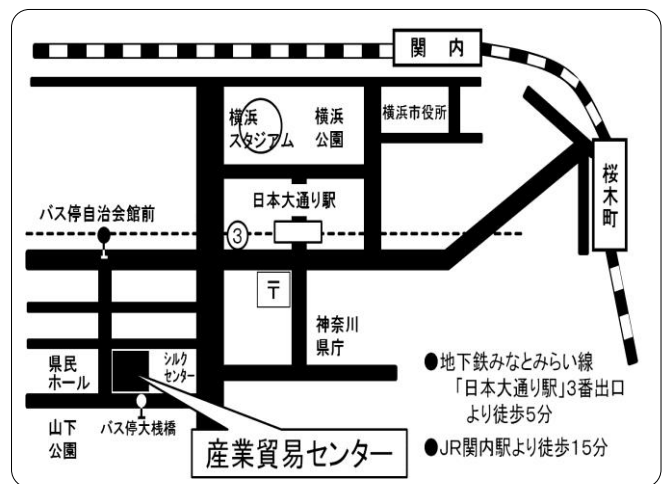 関 内
横浜
スタジアム
横浜
公園
横浜市役所
桜木町
日本大通り駅
バス停自治会館前
③
〒
神奈川
県庁
県民
ホール
シルク
センター
山下
公園
バス停大桟橋
産業貿易センター
●地下鉄みなとみらい線
「日本大通り駅」3番出口
より徒歩5分
●JR関内駅より徒歩15分